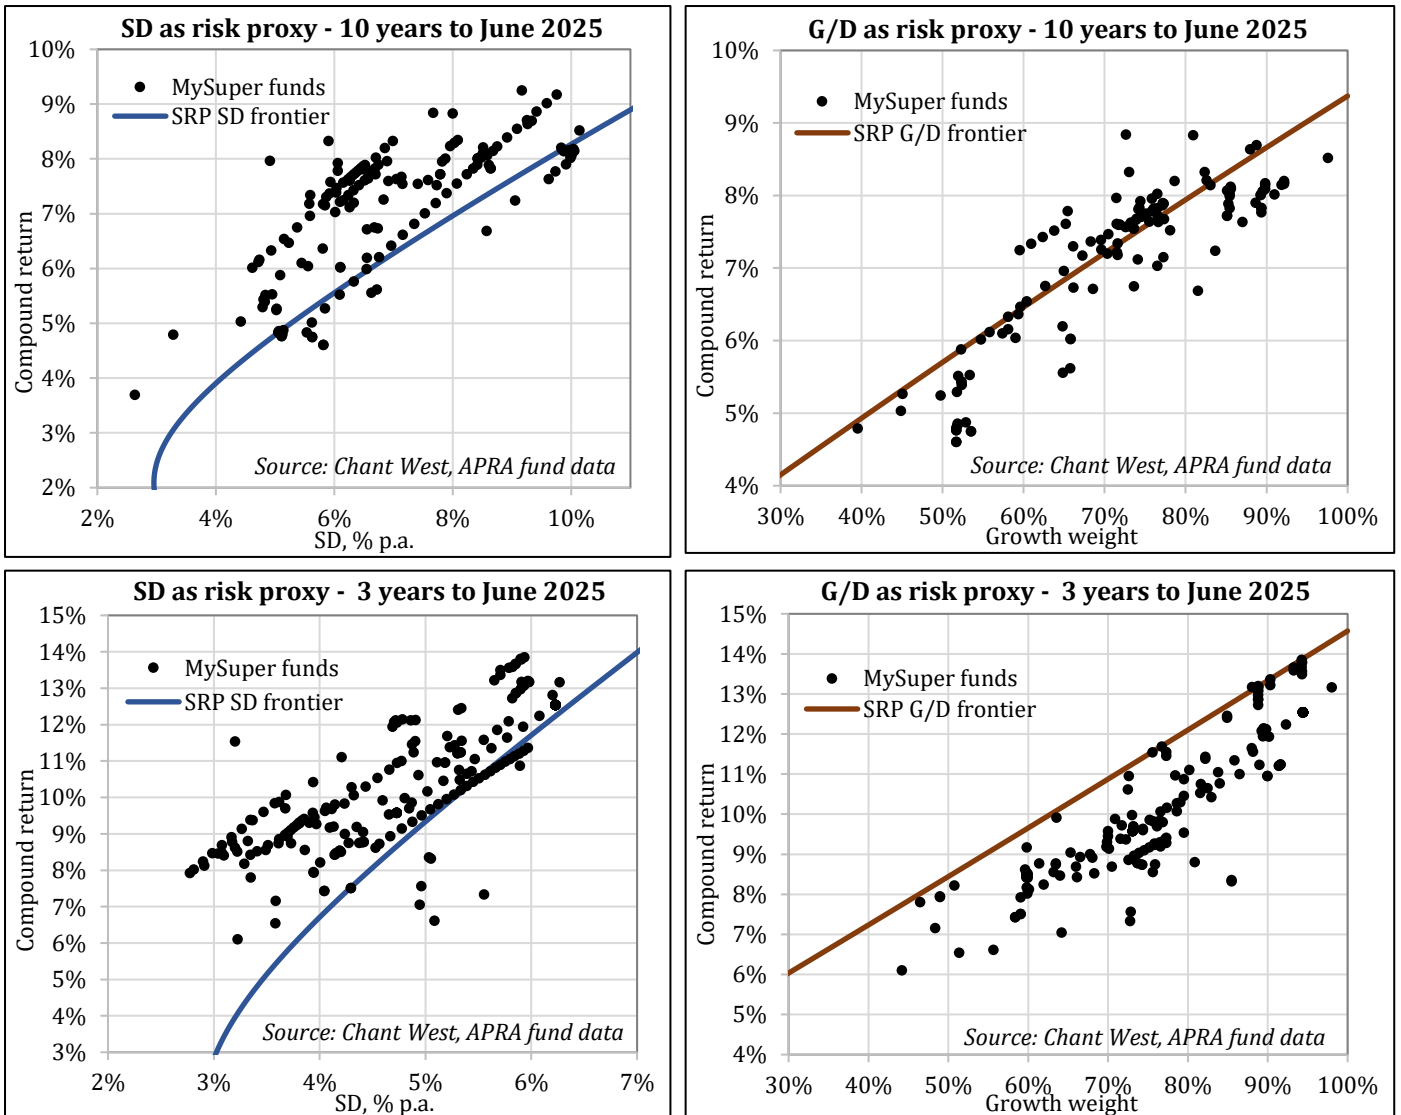 SD as risk proxy - 10 years to June 2025
10%
9%
8%
7%
6%
5%
4%
3%
2%
Compound return
MySuper funds
SRP SD frontier
Source: Chant West, APRA fund data
2%
4%
6%
8%
10%
SD, % p.a.
G/D as risk proxy - 10 years to June 2025
10%
9%
8%
7%
6%
5%
4%
Compound return
MySuper funds
SRP G/D frontier
Source: Chant West, APRA fund data
30%
40%
50%
60%
70%
80%
90%
100%
Growth weight
SD as risk proxy - 3 years to June 2025
15%
14%
13%
12%
11%
10%
9%
8%
7%
6%
5%
4%
3%
Compound return
MySuper funds
SRP SD frontier
Source: Chant West, APRA fund data
2%
3%
4%
5%
6%
7%
SD, % p.a.
G/D as risk proxy - 3 years to June 2025
15%
14%
13%
12%
11%
10%
9%
8%
7%
6%
5%
4%
Compound return
MySuper funds
SRP G/D frontier
Source: Chant West, APRA fund data
30%
40%
50%
60%
70%
80%
90%
100%
Growth weight